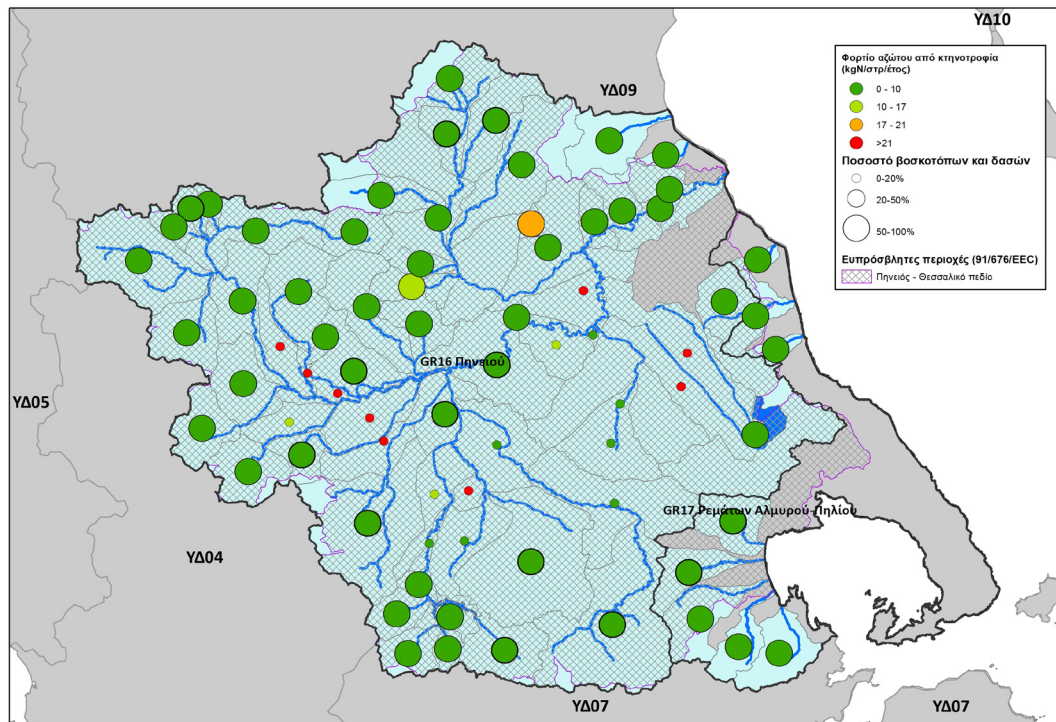 ΥΔ10
Φορτίο αζώτου από κτηνοτροφία
(kgN/στρ/έτος)
0 - 10
10 - 17
17 - 21
>21
Ποσοστό βοσκοτόπων και δασών
0-20%
20-50%
50-100%
Ευπρόσβλητες περιοχές (91/676/EEC)
Πηνειός - Θεσσαλικό πεδίο
ΥΔ09
GR16 Πηνειού
ΥΔ05
GR17 Ρεμάτων Αλμυρού-Πηλίου
ΥΔ04
ΥΔ07
ΥΔ07